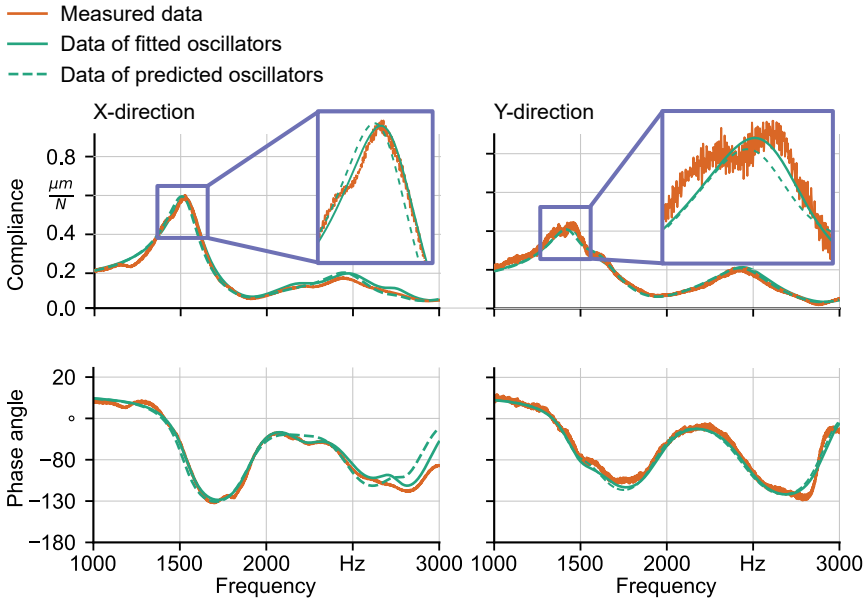 Measured data
Data of fitted oscillators
Data of predicted oscillators
X-direction
Y-direction
Compliance
0.8
μm
N
0.4
0.2
0.0
Phase angle
20
°
−80
−130
−180
1000 1500 2000 Hz 3000
1000 1500 2000 Hz 3000
Frequency
Frequency